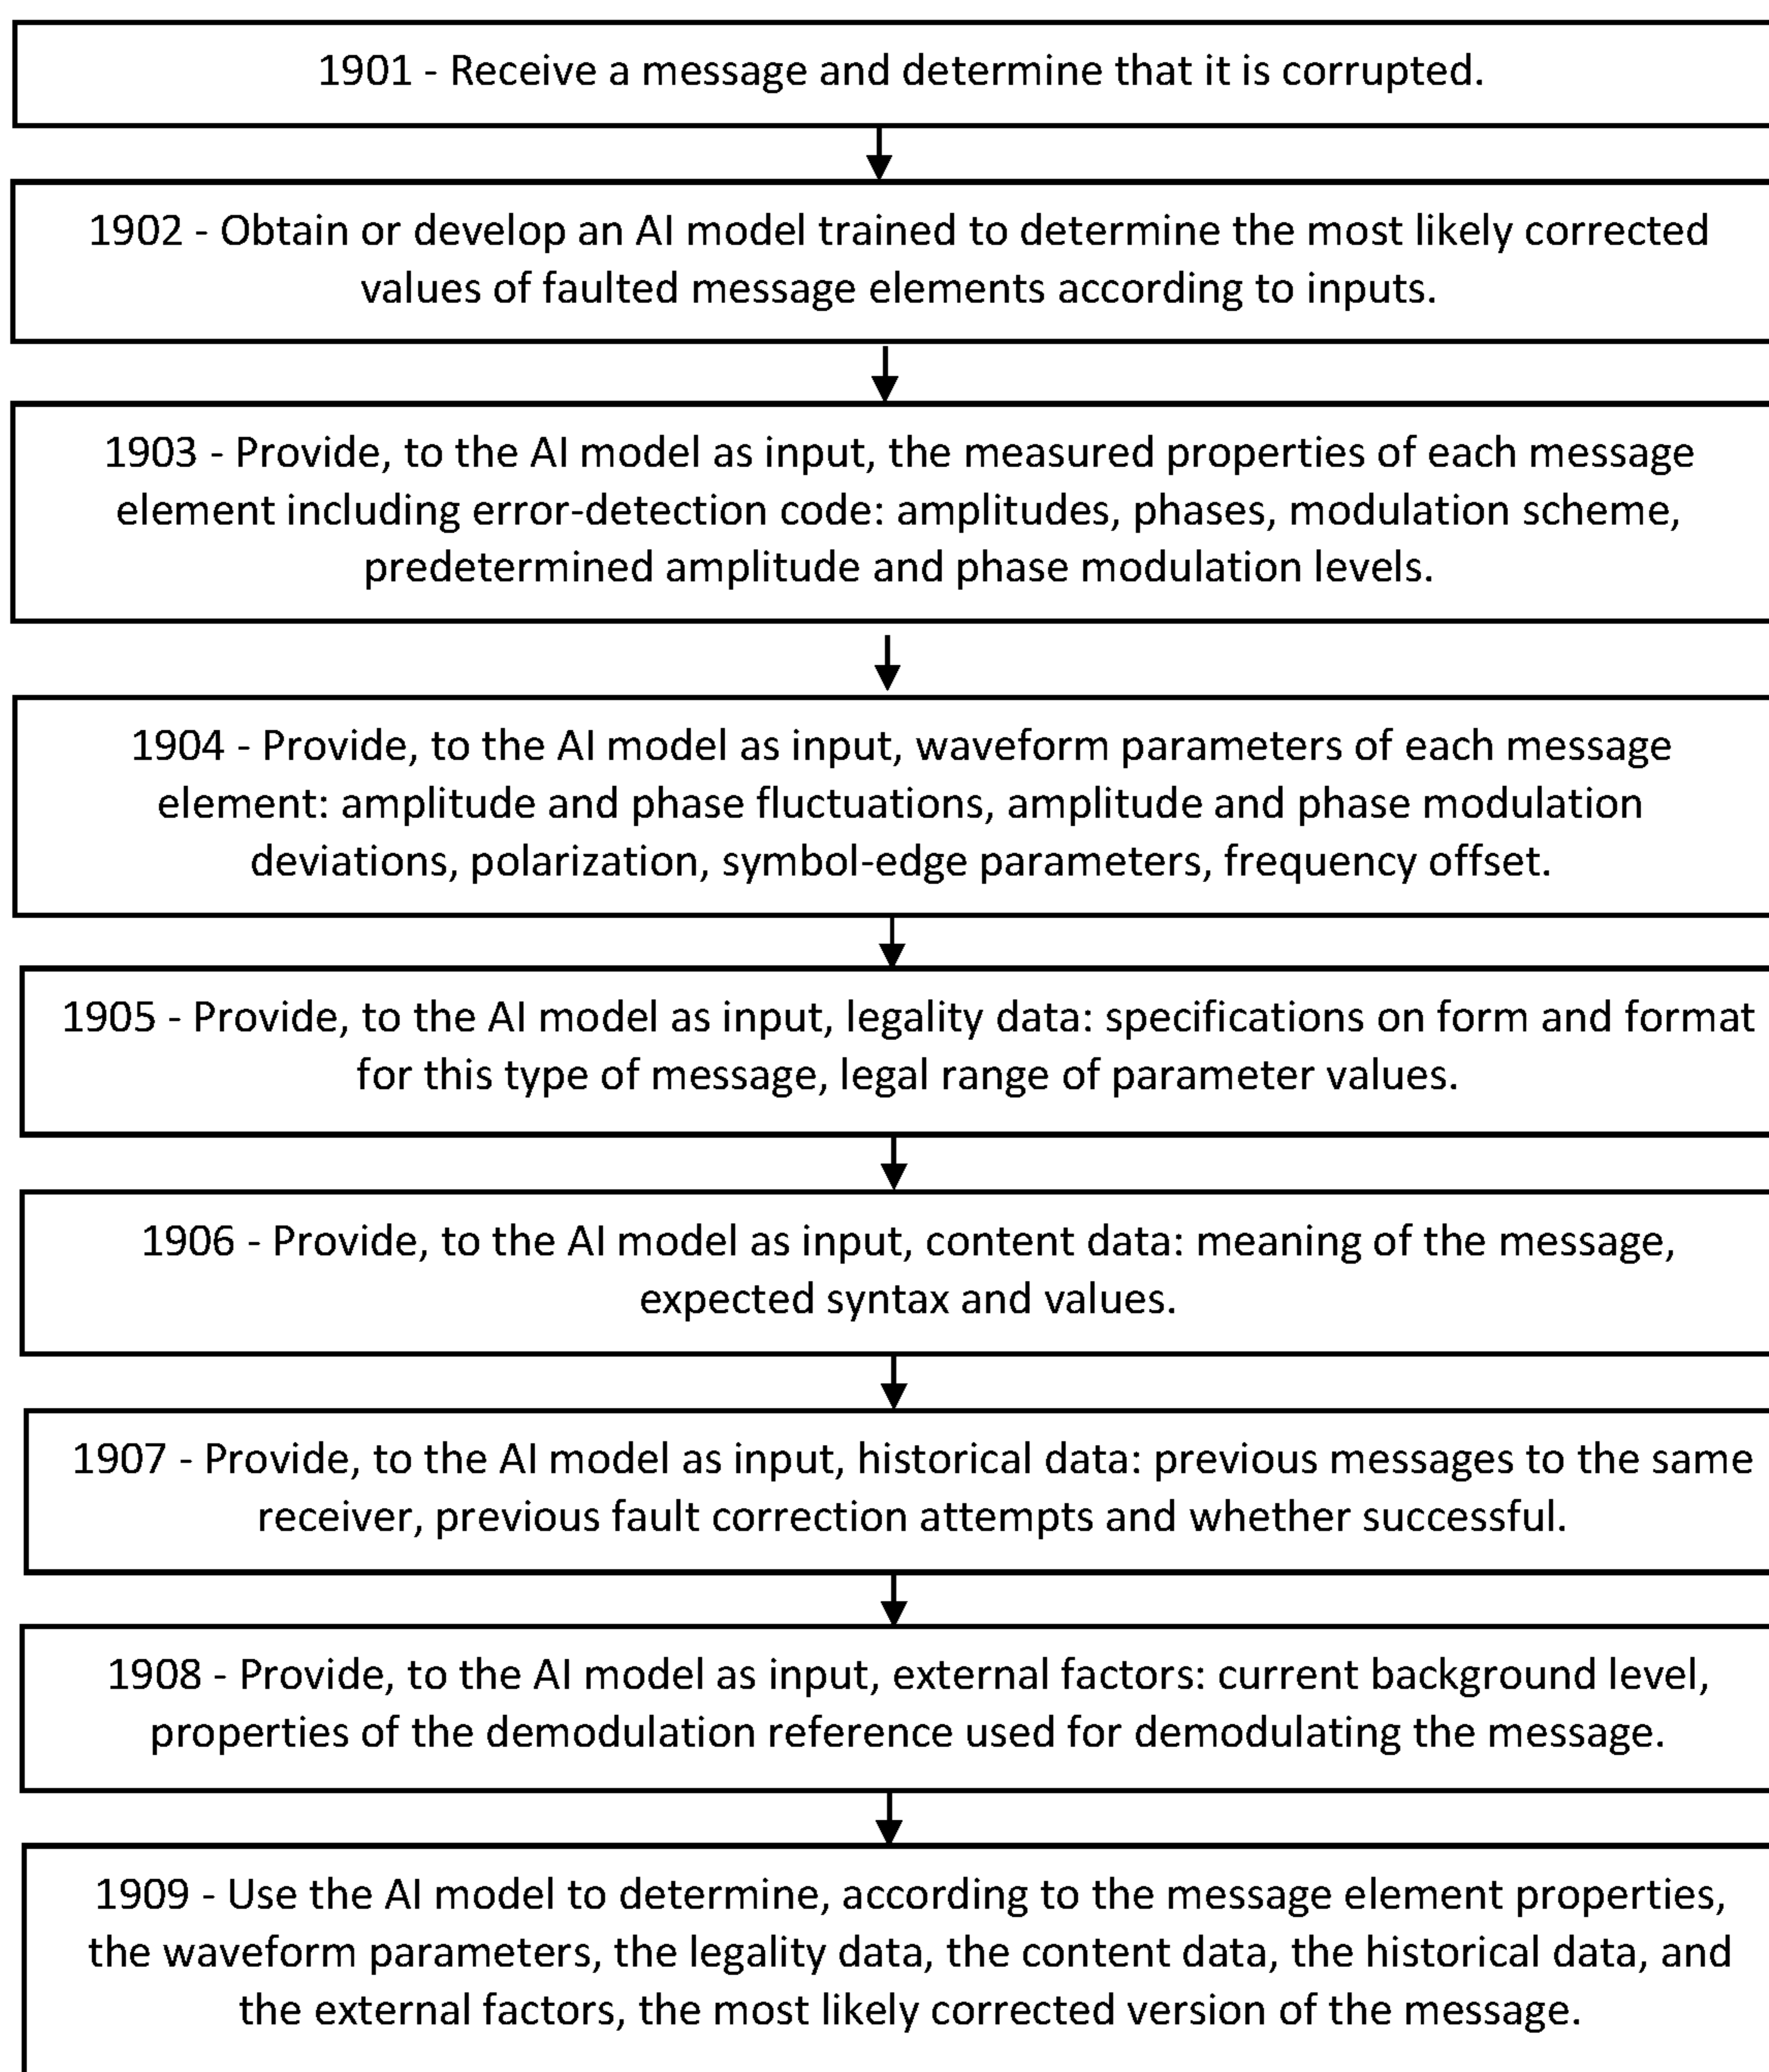 1901 - Receive a message and determine that it is corrupted.
1902 - Obtain or develop an AI model trained to determine the most likely corrected
values of faulted message elements according to inputs.
1903 - Provide, to the AI model as input, the measured properties of each message
element including error-detection code: amplitudes, phases, modulation scheme,
predetermined amplitude and phase modulation levels.
1904 - Provide, to the AI model as input, waveform parameters of each message
element: amplitude and phase fluctuations, amplitude and phase modulation
deviations, polarization, symbol-edge parameters, frequency offset.
1905 - Provide, to the AI model as input, legality data: specifications on form and format
for this type of message, legal range of parameter values.
1906 - Provide, to the AI model as input, content data: meaning of the message,
expected syntax and values.
1907 - Provide, to the AI model as input, historical data: previous messages to the same
receiver, previous fault correction attempts and whether successful.
1908 - Provide, to the AI model as input, external factors: current background level,
properties of the demodulation reference used for demodulating the message.
1909 - Use the AI model to determine, according to the message element properties,
the waveform parameters, the legality data, the content data, the historical data, and
the external factors, the most likely corrected version of the message.